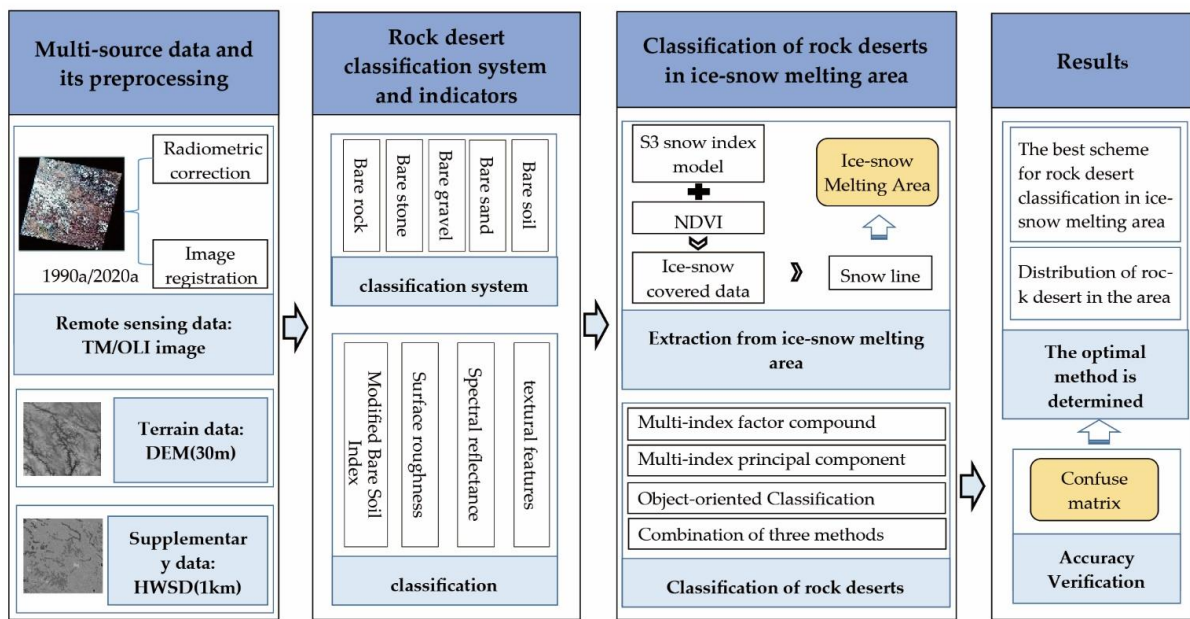 Multi-source data and
its preprocessing
Radiometric
correction
Image
registration
1990a/2020a
Remote sensing data:
TM/OLI image
Terrain data:
DEM(30m)
Supplementar
y data:
HWSD(1km)
Rock desert
classification system
and indicators
Bare rock
Bare stone
Bare gravel
Bare sand
Bare soil
classification system
Modified Bare Soil
Index
Surface roughness
Spectral reflectance
textural features
classification
Classification of rock deserts
in ice-snow melting area
S3 snow index
model
NDVI
Ice-snow
covered data
Ice-snow
Melting Area
Snow line
Extraction from ice-snow melting
area
Multi-index factor compound
Multi-index principal component
Object-oriented Classification
Combination of three methods
Classification of rock deserts
Results
The best scheme
for rock desert
classification in ice-
snow melting area
Distribution of roc-
k desert in the area
The optimal
method is
determined
Confuse
matrix
Accuracy
Verification